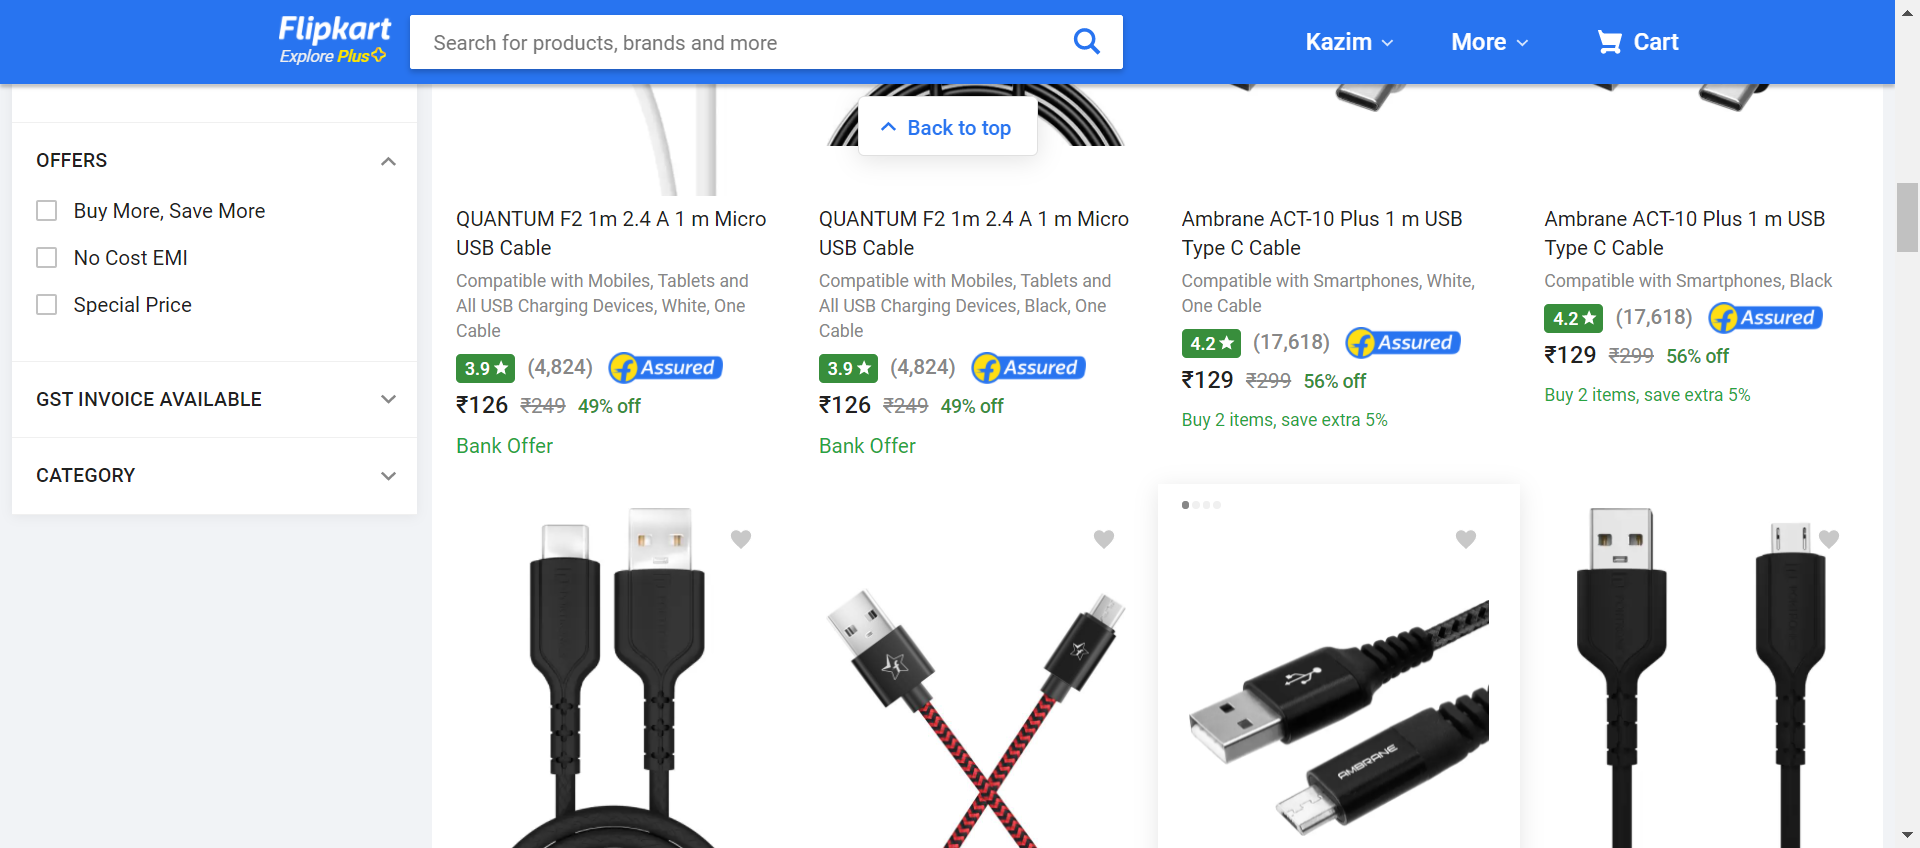 Flipkart
Explore Plus
Search for products, brands and more
Kazim
More
Cart
Back to top
OFFERS
Buy More, Save More
No Cost EMI
Special Price
GST INVOICE AVAILABLE
CATEGORY
QUANTUM F2 1m 2.4 A 1 m Micro
USB Cable
Compatible with Mobiles, Tablets and
All USB Charging Devices, White, One
Cable
3.9★ (4,824) f Assured
₹126 ₹249 49% off
Bank Offer
QUANTUM F2 1m 2.4 A 1 m Micro
USB Cable
Compatible with Mobiles, Tablets and
All USB Charging Devices, Black, One
Cable
3.9★ (4,824) f Assured
₹126 ₹249 49% off
Bank Offer
Ambrane ACT-10 Plus 1 m USB
Type C Cable
Compatible with Smartphones, White,
One Cable
4.2★ (17,618) f Assured
₹129 ₹299 56% off
Buy 2 items, save extra 5%
Ambrane ACT-10 Plus 1 m USB
Type C Cable
Compatible with Smartphones, Black
4.2★ (17,618) f Assured
₹129 ₹299 56% off
Buy 2 items, save extra 5%
AMBRANE